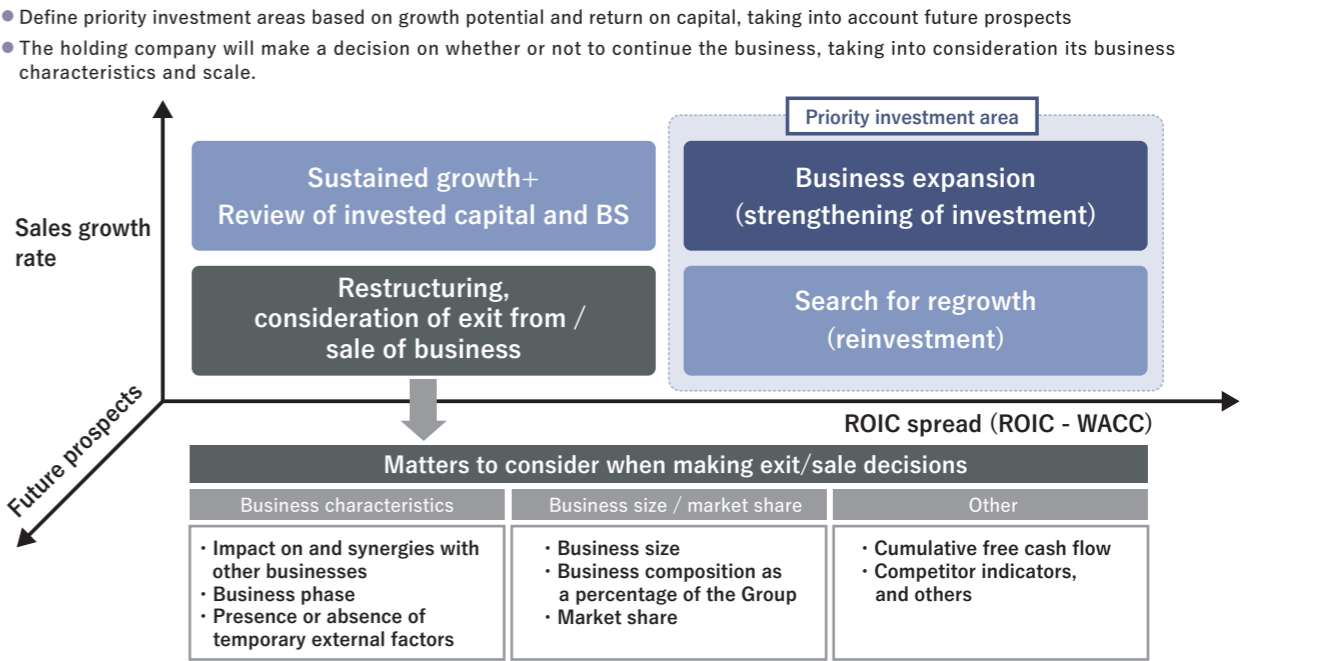 ● Define priority investment areas based on growth potential and return on capital, taking into account future prospects
● The holding company will make a decision on whether or not to continue the business, taking into consideration its business
characteristics and scale.
Priority investment area
Sustained growth+
Review of invested capital and BS
Business expansion
(strengthening of investment)
Sales growth
rate
Restructuring,
consideration of exit from /
sale of business
Search for regrowth
(reinvestment)
Future prospects
ROIC spread (ROIC - WACC)
Matters to consider when making exit/sale decisions
Business characteristics
・Impact on and synergies with
other businesses
・Business phase
・Presence or absence of
temporary external factors
Business size / market share
・Business size
・Business composition as
a percentage of the Group
・Market share
Other
・Cumulative free cash flow
・Competitor indicators,
and others